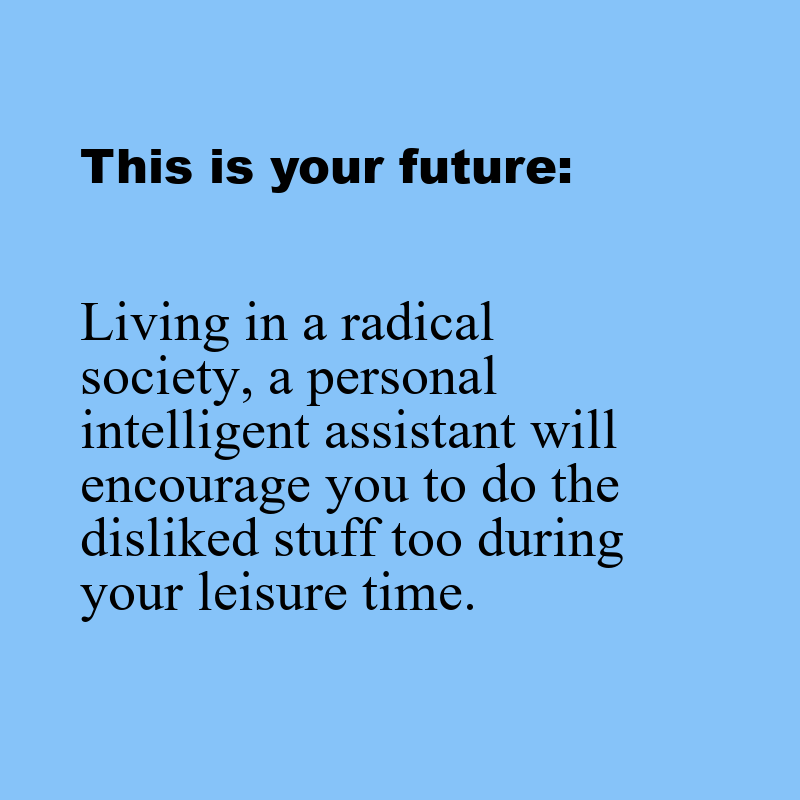 This is your future:
Living in a radical
society, a personal
intelligent assistant will
encourage you to do the
disliked stuff too during
your leisure time.